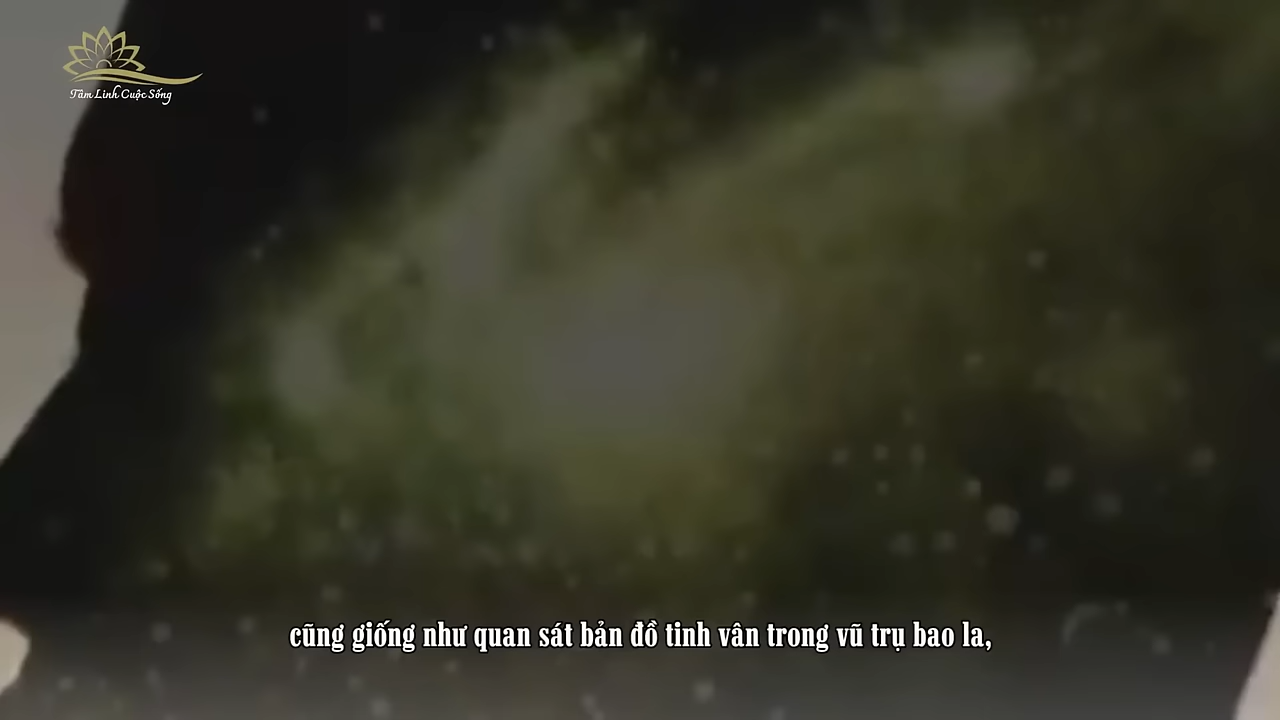 Tâm Linh Cuộc Sống
cũng giống như quan sát bản đồ tinh vân trong vũ trụ bao la,